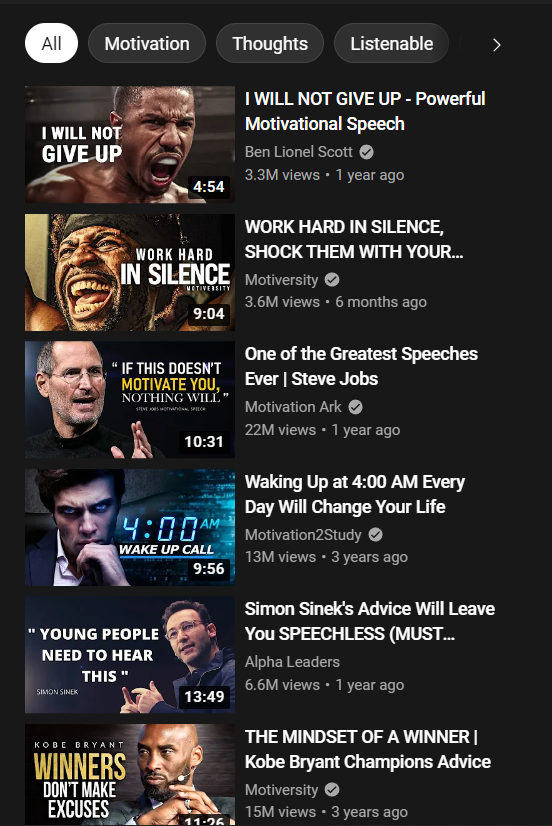 All Motivation Thoughts Listenable
I WILL NOT
GIVE UP
4:54
I WILL NOT GIVE UP - Powerful
Motivational Speech
Ben Lionel Scott
3.3M views • 1 year ago
WORK HARD
IN SILENCE
MOTIVERSITY
9:04
WORK HARD IN SILENCE,
SHOCK THEM WITH YOUR...
Motiversity
3.6M views • 6 months ago
“ IF THIS DOESN'T
MOTIVATE YOU,
NOTHING WILL ”
STEVE JOBS MOTIVATIONAL SPEECH
10:31
One of the Greatest Speeches
Ever | Steve Jobs
Motivation Ark
22M views • 1 year ago
4:00 AM
WAKE UP CALL
9:56
Waking Up at 4:00 AM Every
Day Will Change Your Life
Motivation2Study
13M views • 3 years ago
" YOUNG PEOPLE
NEED TO HEAR
THIS "
SIMON SINEK
13:49
Simon Sinek's Advice Will Leave
You SPEECHLESS (MUST...
Alpha Leaders
6.6M views • 1 year ago
KOBE BRYANT
WINNERS
DON'T MAKE
EXCUSES
11:26
THE MINDSET OF A WINNER |
Kobe Bryant Champions Advice
Motiversity
15M views • 3 years ago